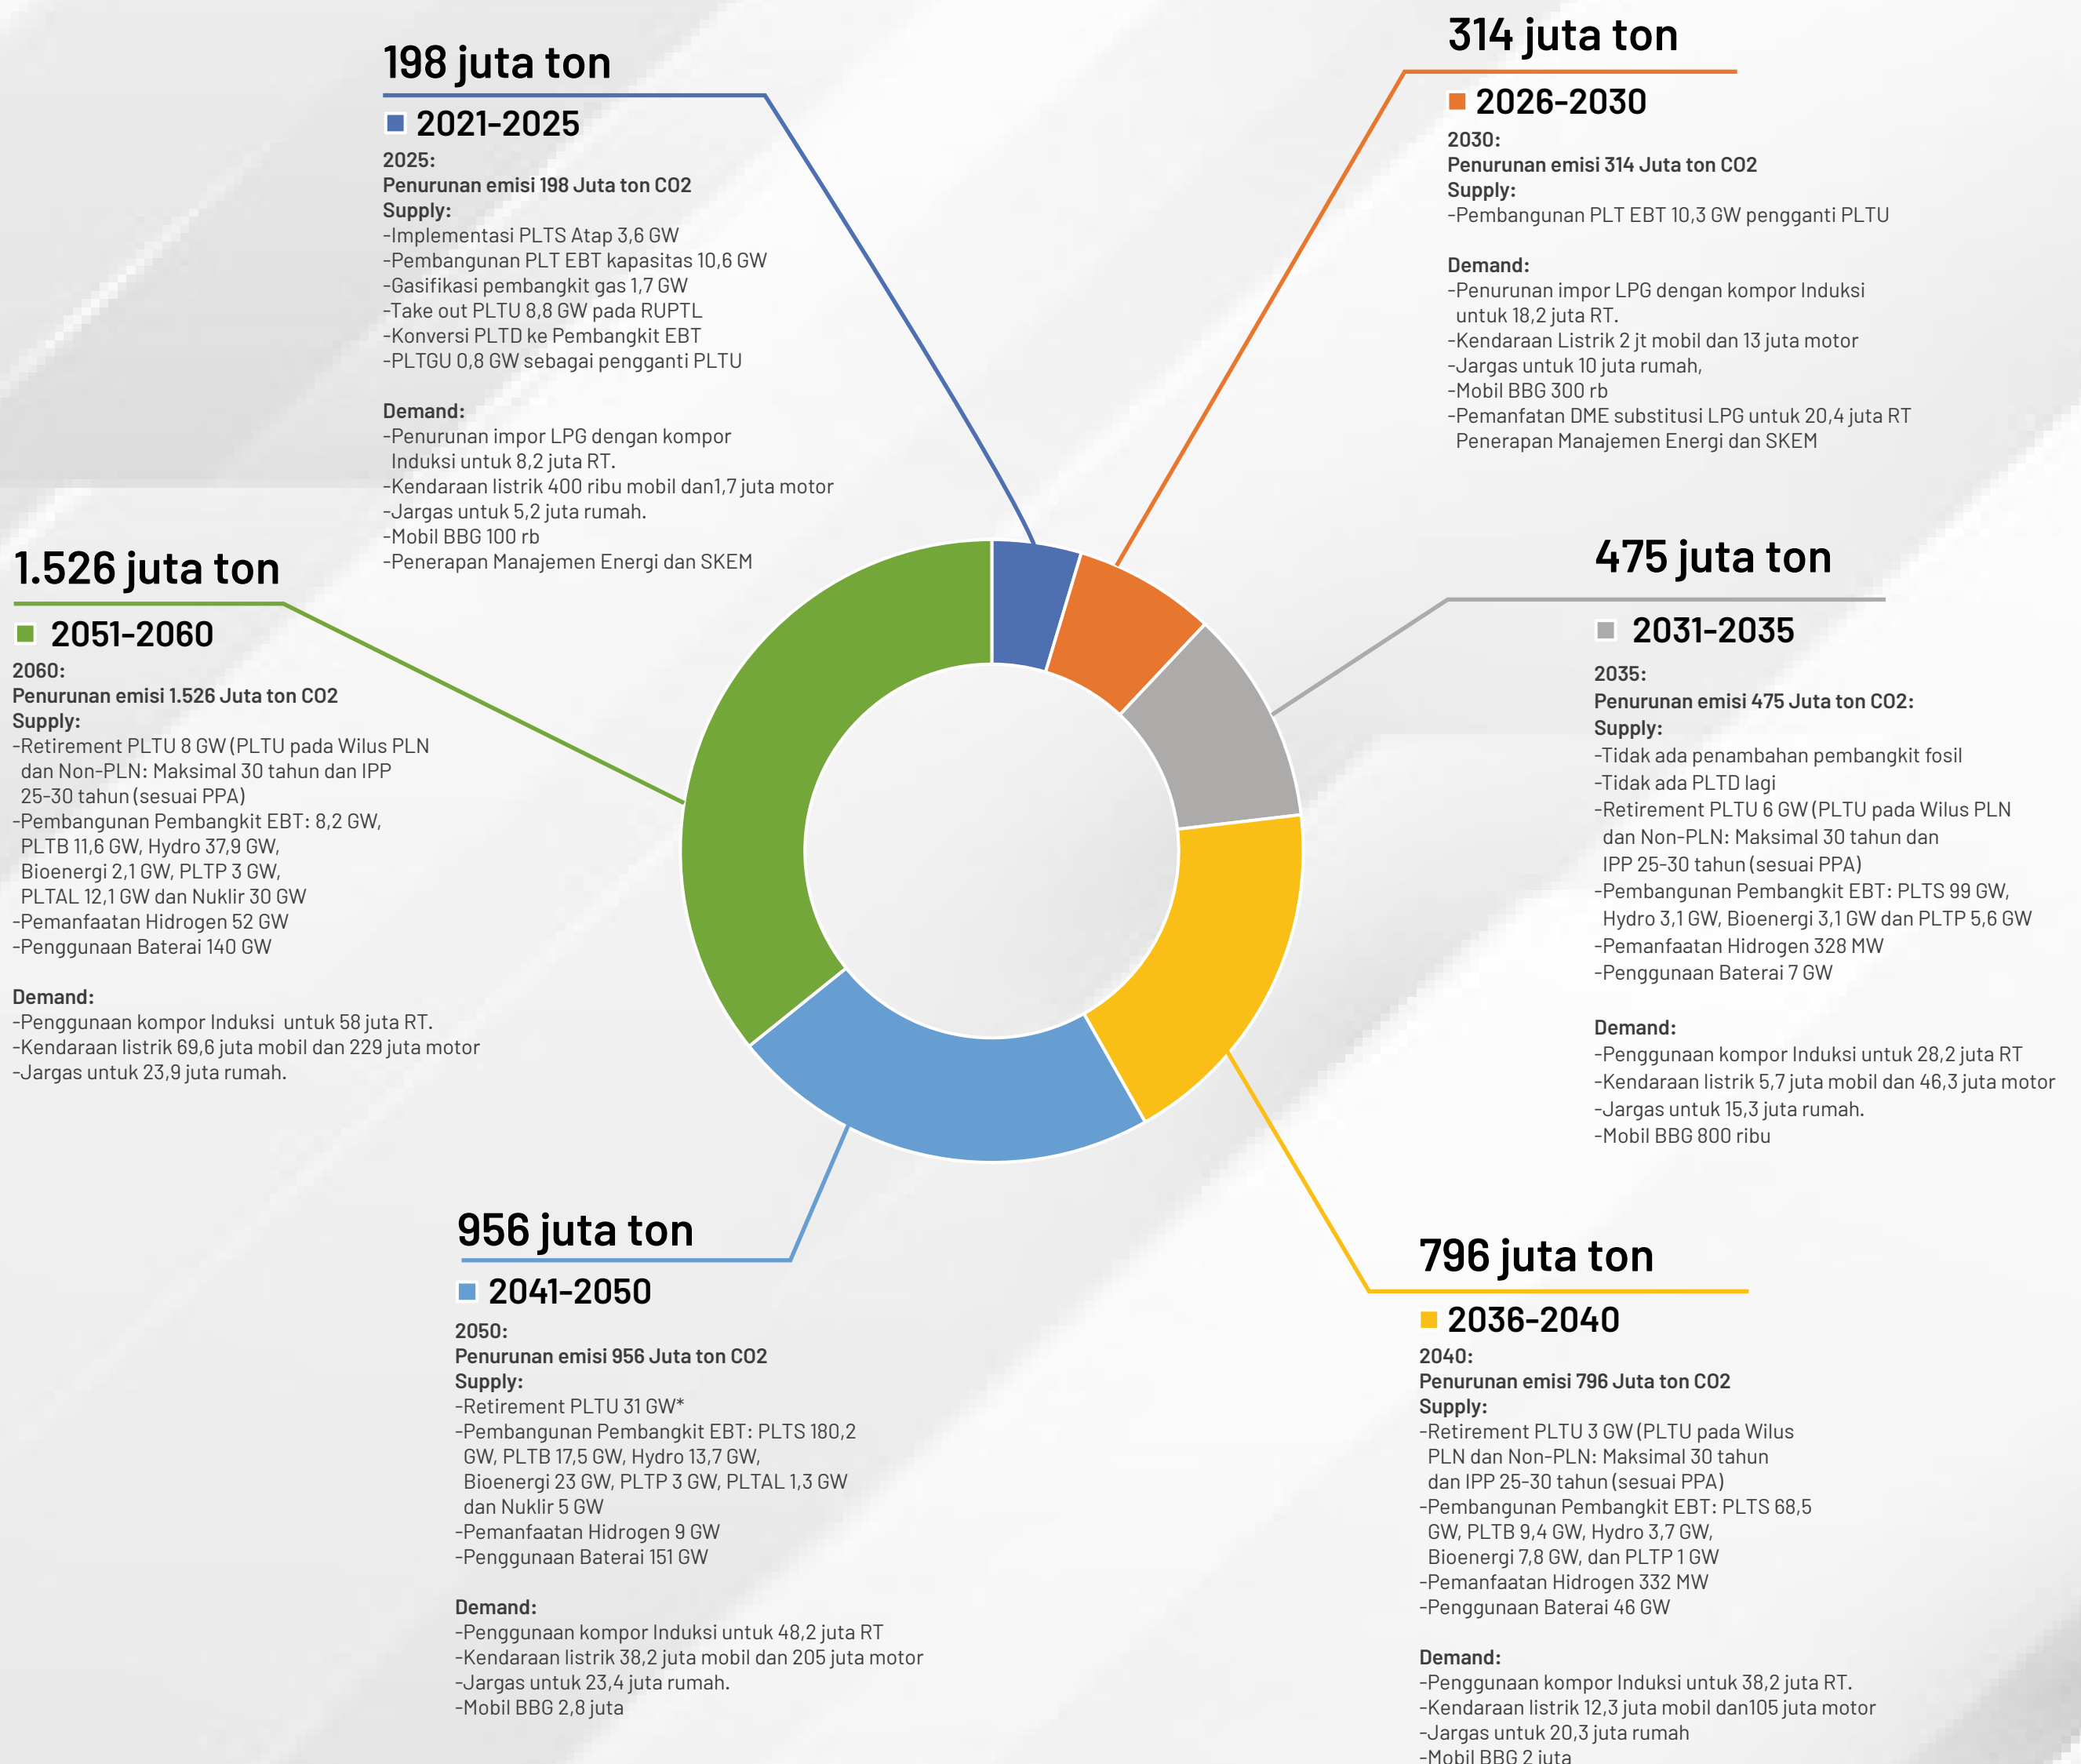 198 juta ton
2021-2025
2025:
Penurunan emisi 198 Juta ton CO2
Supply:
-Implementasi PLTS Atap 3,6 GW
-Pembangunan PLT EBT kapasitas 10,6 GW
-Gasifikasi pembangkit gas 1,7 GW
-Take out PLTU 8,8 GW pada RUPTL
-Konversi PLTD ke Pembangkit EBT
-PLTGU 0,8 GW sebagai pengganti PLTU
Demand:
-Penurunan impor LPG dengan kompor
Induksi untuk 8,2 juta RT.
-Kendaraan listrik 400 ribu mobil dan1,7 juta motor
-Jargas untuk 5,2 juta rumah.
-Mobil BBG 100 rb
-Penerapan Manajemen Energi dan SKEM
314 juta ton
2026-2030
2030:
Penurunan emisi 314 Juta ton CO2
Supply:
-Pembangunan PLT EBT 10,3 GW pengganti PLTU
Demand:
-Penurunan impor LPG dengan kompor Induksi
untuk 18,2 juta RT.
-Kendaraan Listrik 2 jt mobil dan 13 juta motor
-Jargas untuk 10 juta rumah,
-Mobil BBG 300 rb
-Pemanfatan DME substitusi LPG untuk 20,4 juta RT
Penerapan Manajemen Energi dan SKEM
475 juta ton
2031-2035
2035:
Penurunan emisi 475 Juta ton CO2:
Supply:
-Tidak ada penambahan pembangkit fosil
-Tidak ada PLTD lagi
-Retirement PLTU 6 GW (PLTU pada Wilus PLN
dan Non-PLN: Maksimal 30 tahun dan
IPP 25-30 tahun (sesuai PPA)
-Pembangunan Pembangkit EBT: PLTS 99 GW,
Hydro 3,1 GW, Bioenergi 3,1 GW dan PLTP 5,6 GW
-Pemanfaatan Hidrogen 328 MW
-Penggunaan Baterai 7 GW
Demand:
-Penggunaan kompor Induksi untuk 28,2 juta RT
-Kendaraan listrik 5,7 juta mobil dan 46,3 juta motor
-Jargas untuk 15,3 juta rumah.
-Mobil BBG 800 ribu
796 juta ton
2036-2040
2040:
Penurunan emisi 796 Juta ton CO2
Supply:
-Retirement PLTU 3 GW (PLTU pada Wilus
PLN dan Non-PLN: Maksimal 30 tahun
dan IPP 25-30 tahun (sesuai PPA)
-Pembangunan Pembangkit EBT: PLTS 68,5
GW, PLTB 9,4 GW, Hydro 3,7 GW,
Bioenergi 7,8 GW, dan PLTP 1 GW
-Pemanfaatan Hidrogen 332 MW
-Penggunaan Baterai 46 GW
Demand:
-Penggunaan kompor Induksi untuk 38,2 juta RT.
-Kendaraan listrik 12,3 juta mobil dan105 juta motor
-Jargas untuk 20,3 juta rumah
-Mobil BBG 2 juta
956 juta ton
2041-2050
2050:
Penurunan emisi 956 Juta ton CO2
Supply:
-Retirement PLTU 31 GW*
-Pembangunan Pembangkit EBT: PLTS 180,2
GW, PLTB 17,5 GW, Hydro 13,7 GW,
Bioenergi 23 GW, PLTP 3 GW, PLTAL 1,3 GW
dan Nuklir 5 GW
-Pemanfaatan Hidrogen 9 GW
-Penggunaan Baterai 151 GW
Demand:
-Penggunaan kompor Induksi untuk 48,2 juta RT
-Kendaraan listrik 38,2 juta mobil dan 205 juta motor
-Jargas untuk 23,4 juta rumah.
-Mobil BBG 2,8 juta
1.526 juta ton
2051-2060
2060:
Penurunan emisi 1.526 Juta ton CO2
Supply:
-Retirement PLTU 8 GW (PLTU pada Wilus PLN
dan Non-PLN: Maksimal 30 tahun dan IPP
25-30 tahun (sesuai PPA)
-Pembangunan Pembangkit EBT: 8,2 GW,
PLTB 11,6 GW, Hydro 37,9 GW,
Bioenergi 2,1 GW, PLTP 3 GW,
PLTAL 12,1 GW dan Nuklir 30 GW
-Pemanfaatan Hidrogen 52 GW
-Penggunaan Baterai 140 GW
Demand:
-Penggunaan kompor Induksi  untuk 58 juta RT.
-Kendaraan listrik 69,6 juta mobil dan 229 juta motor
-Jargas untuk 23,9 juta rumah.